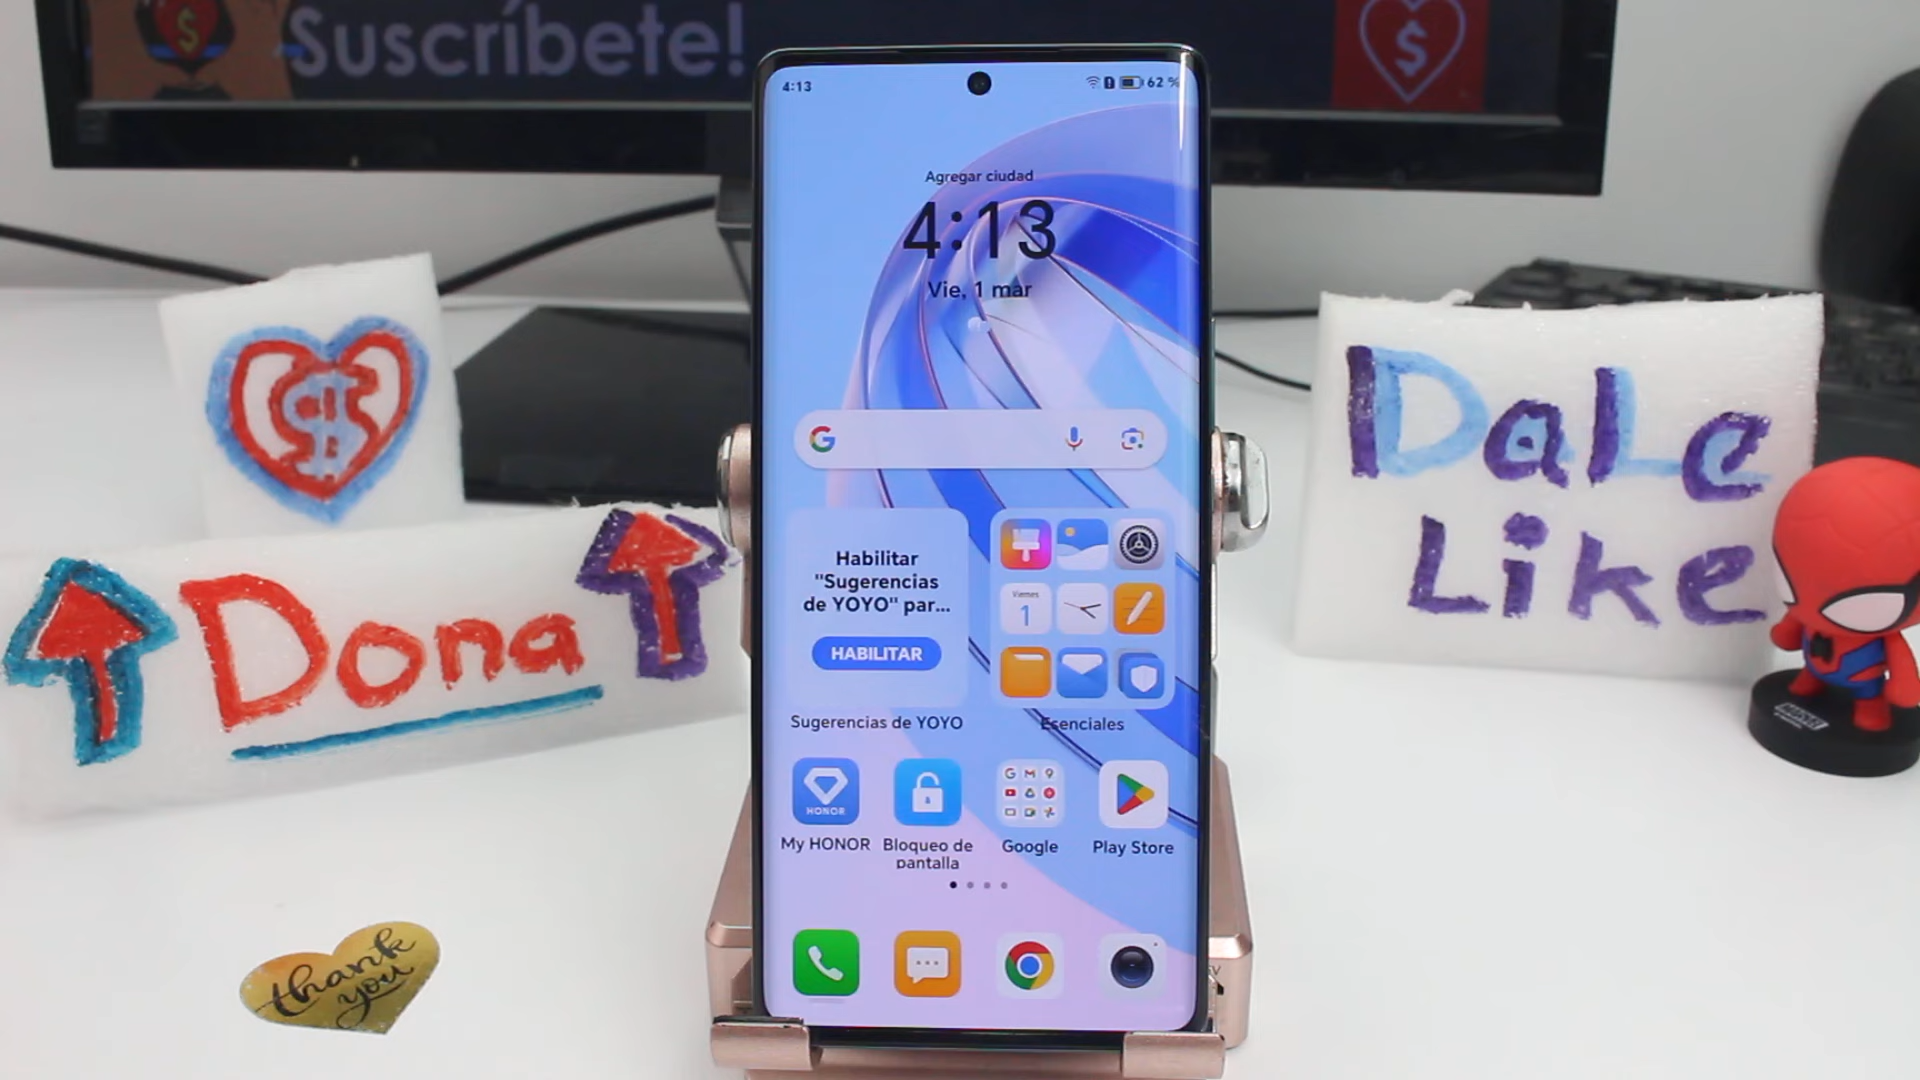 Suscríbete!
$
$
4:13
62 %
Agregar ciudad
4:13
Vie, 1 mar
Habilitar
"Sugerencias
de YOYO" par...
HABILITAR
Sugerencias de YOYO
Viernes
1
Esenciales
HONOR
My HONOR
Bloqueo de
pantalla
Google
Play Store
$
Dona
thank
you
DaLe
Like